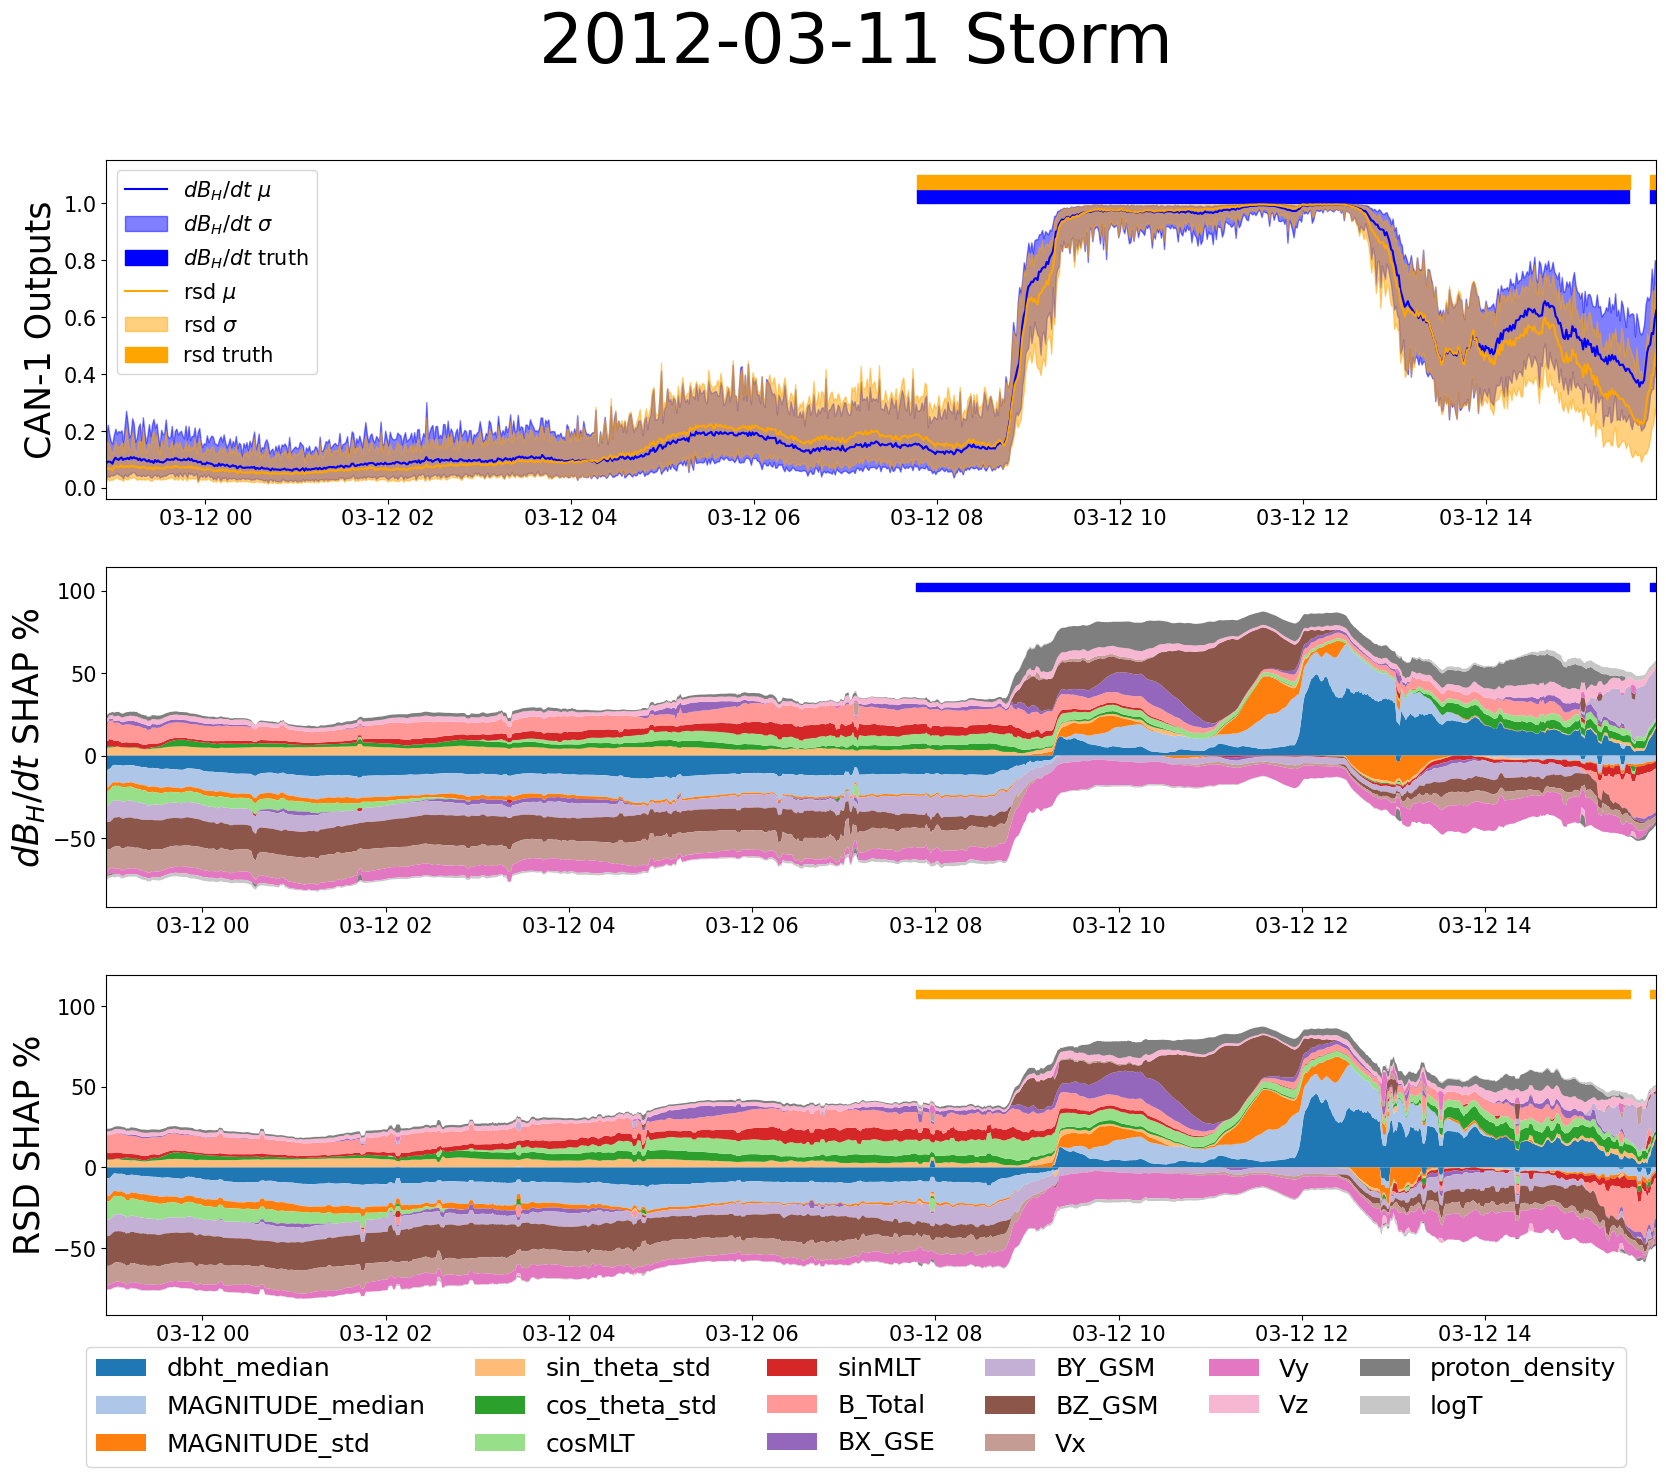 2012-03-11 Storm
CAN-1 Outputs
1.0
0.8
0.6
0.4
0.2
0.0
dB_H/dt μ
dB_H/dt σ
dB_H/dt truth
rsd μ
rsd σ
rsd truth
03-12 00 03-12 02 03-12 04 03-12 06 03-12 08 03-12 10 03-12 12 03-12 14
dB_H/dt SHAP %
100
50
0
−50
03-12 00 03-12 02 03-12 04 03-12 06 03-12 08 03-12 10 03-12 12 03-12 14
RSD SHAP %
100
50
0
−50
03-12 00 03-12 02 03-12 04 03-12 06 03-12 08 03-12 10 03-12 12 03-12 14
dbht_median sin_theta_std sinMLT BY_GSM Vy proton_density
MAGNITUDE_median cos_theta_std B_Total BZ_GSM Vz logT
MAGNITUDE_std cosMLT BX_GSE Vx